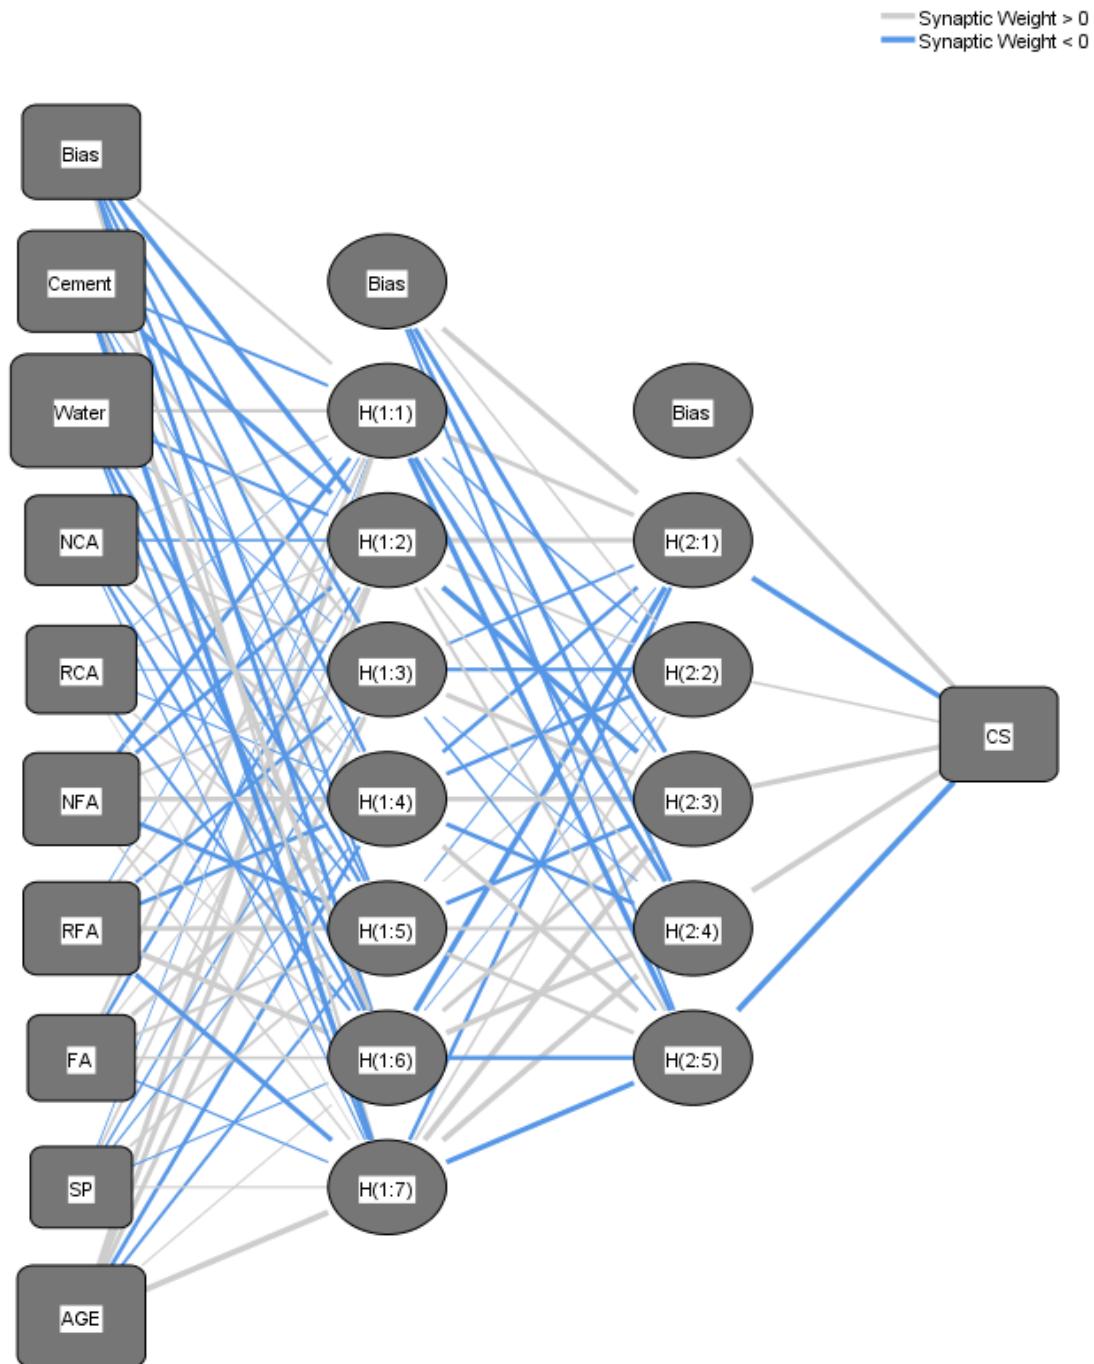 Synaptic Weight > 0
Synaptic Weight < 0
Bias
Cement
Water
NCA
RCA
NFA
RFA
FA
SP
AGE
Bias
H(1:1)
H(1:2)
H(1:3)
H(1:4)
H(1:5)
H(1:6)
H(1:7)
Bias
H(2:1)
H(2:2)
H(2:3)
H(2:4)
H(2:5)
CS